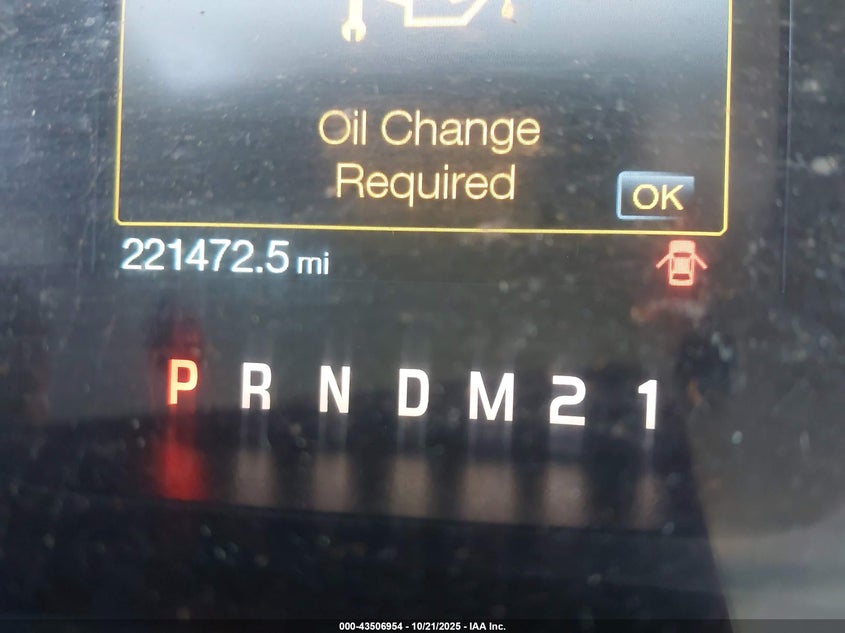 Oil Change
Required
OK
221472.5 mi
P R N D M 2 1
000-43506954 - 10/21/2025 - IAA Inc.